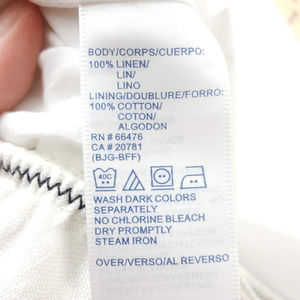 BODY/CORPS/CUERPO:
100% LINEN/
LIN/
LINO
LINING/DOUBLURE/FORRO:
100% COTTON/
COTON/
ALGODON
RN # 66476
CA # 20781
(BJG-BFF)
40C
WASH DARK COLORS
SEPARATELY
NO CHLORINE BLEACH
DRY PROMPTLY
STEAM IRON
OVER/VERSO/AL REVERSO